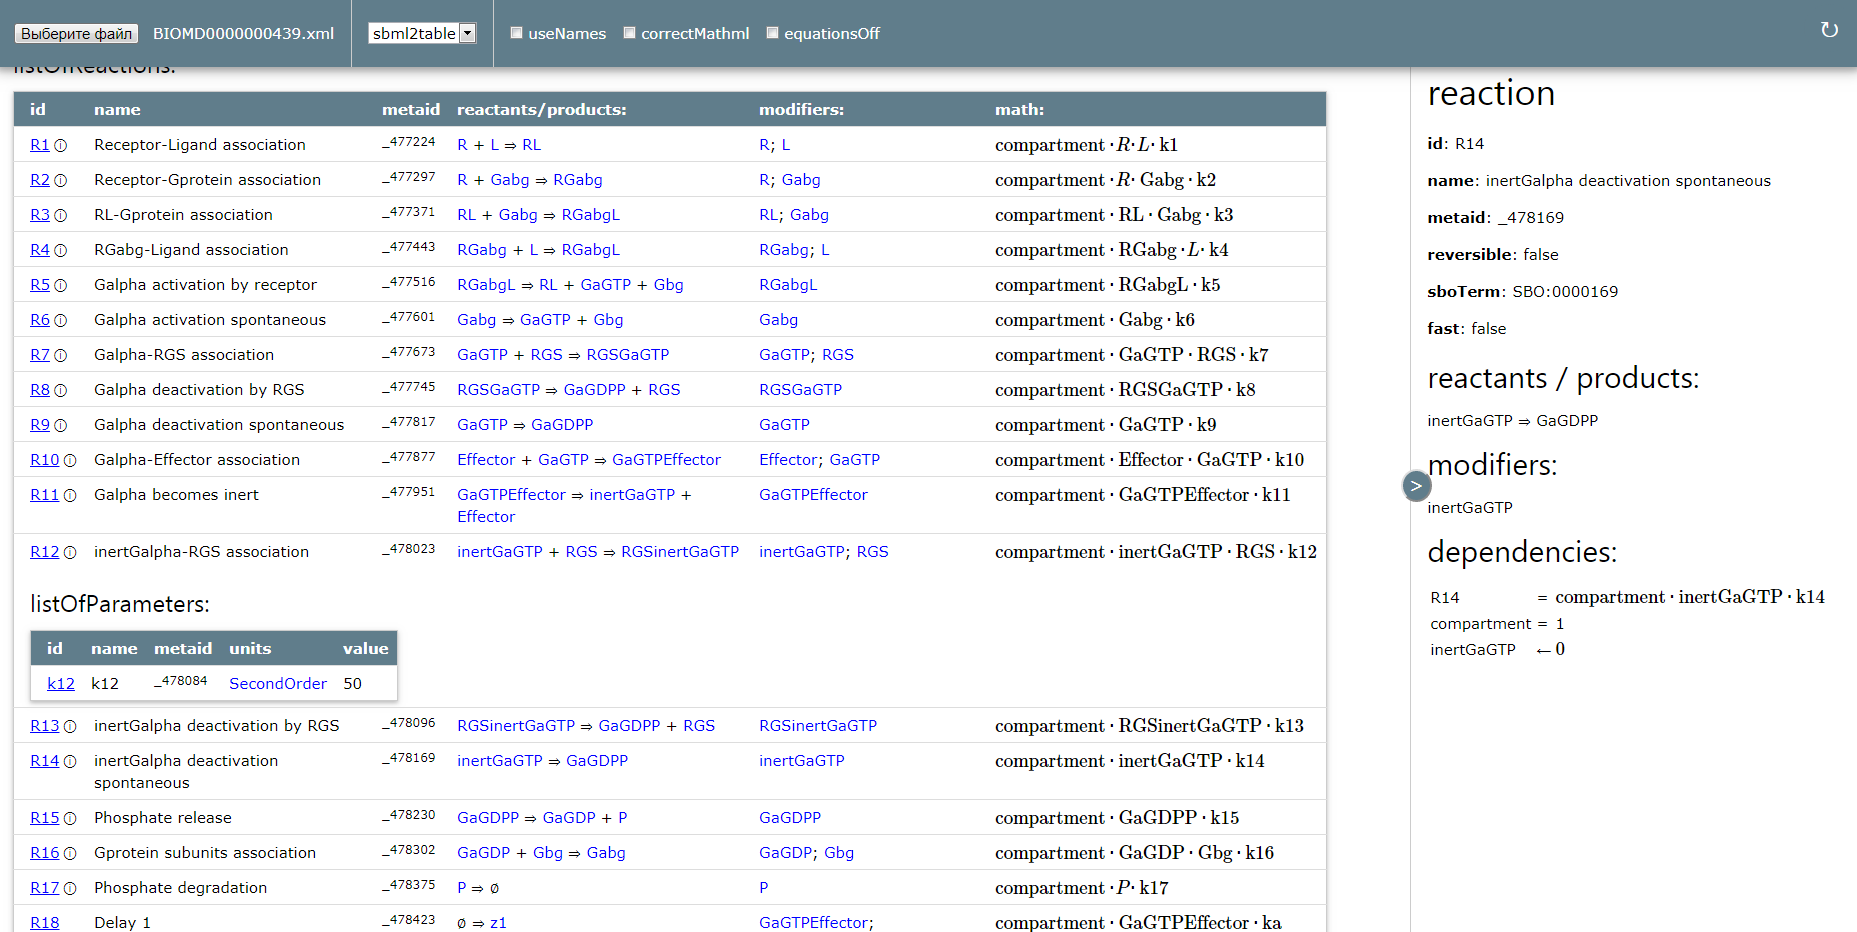 Выберите файл BIOMD0000000439.xml sbml2table useNames correctMathml equationsOff ↻
listOfReactions:
id name metaid reactants/products: modifiers: math:
R1 ⓘ Receptor-Ligand association _477224 R + L ⇒ RL R; L compartment · R · L · k1
R2 ⓘ Receptor-Gprotein association _477297 R + Gabg ⇒ RGabg R; Gabg compartment · R · Gabg · k2
R3 ⓘ RL-Gprotein association _477371 RL + Gabg ⇒ RGabgL RL; Gabg compartment · RL · Gabg · k3
R4 ⓘ RGabg-Ligand association _477443 RGabg + L ⇒ RGabgL RGabg; L compartment · RGabg · L · k4
R5 ⓘ Galpha activation by receptor _477516 RGabgL ⇒ RL + GaGTP + Gbg RGabgL compartment · RGabgL · k5
R6 ⓘ Galpha activation spontaneous _477601 Gabg ⇒ GaGTP + Gbg Gabg compartment · Gabg · k6
R7 ⓘ Galpha-RGS association _477673 GaGTP + RGS ⇒ RGSGaGTP GaGTP; RGS compartment · GaGTP · RGS · k7
R8 ⓘ Galpha deactivation by RGS _477745 RGSGaGTP ⇒ GaGDPP + RGS RGSGaGTP compartment · RGSGaGTP · k8
R9 ⓘ Galpha deactivation spontaneous _477817 GaGTP ⇒ GaGDPP GaGTP compartment · GaGTP · k9
R10 ⓘ Galpha-Effector association _477877 Effector + GaGTP ⇒ GaGTPEffector Effector; GaGTP compartment · Effector · GaGTP · k10
R11 ⓘ Galpha becomes inert _477951 GaGTPEffector ⇒ inertGaGTP + GaGTPEffector compartment · GaGTPEffector · k11
Effector
R12 ⓘ inertGalpha-RGS association _478023 inertGaGTP + RGS ⇒ RGSinertGaGTP inertGaGTP; RGS compartment · inertGaGTP · RGS · k12
listOfParameters:
id name metaid units value
k12 k12 _478084 SecondOrder 50
R13 ⓘ inertGalpha deactivation by RGS _478096 RGSinertGaGTP ⇒ GaGDPP + RGS RGSinertGaGTP compartment · RGSinertGaGTP · k13
R14 ⓘ inertGalpha deactivation _478169 inertGaGTP ⇒ GaGDPP inertGaGTP compartment · inertGaGTP · k14
spontaneous
R15 ⓘ Phosphate release _478230 GaGDPP ⇒ GaGDP + P GaGDPP compartment · GaGDPP · k15
R16 ⓘ Gprotein subunits association _478302 GaGDP + Gbg ⇒ Gabg GaGDP; Gbg compartment · GaGDP · Gbg · k16
R17 ⓘ Phosphate degradation _478375 P ⇒ ∅ P compartment · P · k17
R18 Delay 1 _478423 ∅ ⇒ z1 GaGTPEffector; compartment · GaGTPEffector · ka
reaction
id: R14
name: inertGalpha deactivation spontaneous
metaid: _478169
reversible: false
sboTerm: SBO:0000169
fast: false
reactants / products:
inertGaGTP ⇒ GaGDPP
modifiers:
>
inertGaGTP
dependencies:
R14 = compartment · inertGaGTP · k14
compartment = 1
inertGaGTP ← 0